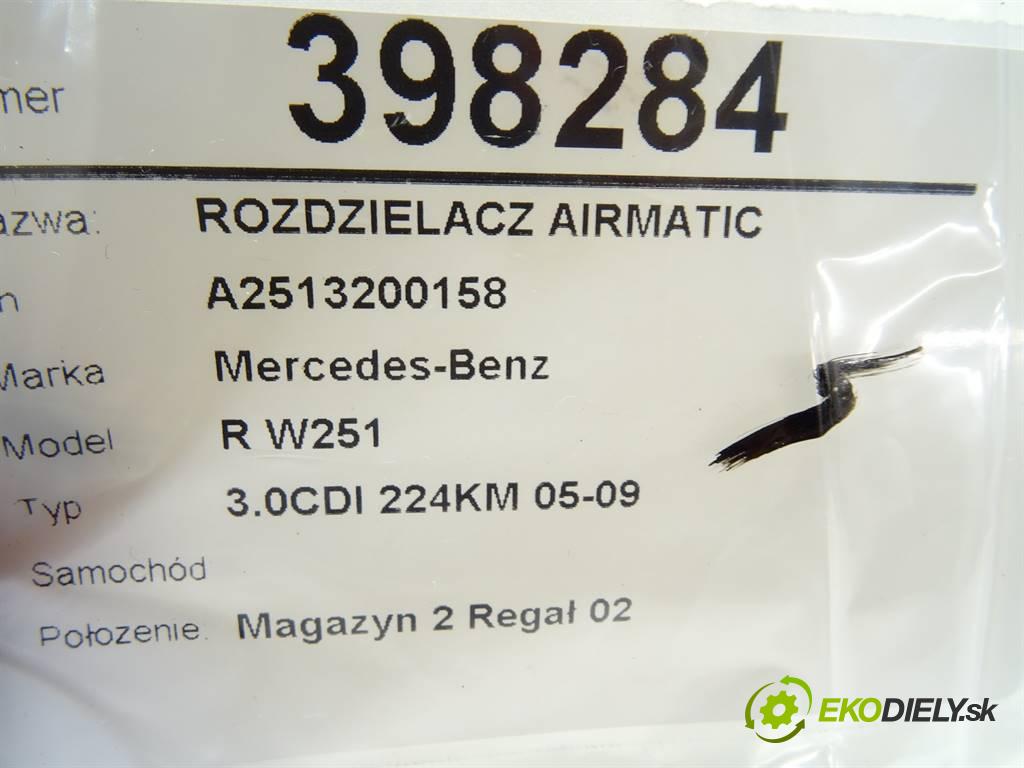 mer 398284
azwa: ROZDZIELACZ AIRMATIC
n A2513200158
Marka Mercedes-Benz
Model R W251
Typ 3.0CDI 224KM 05-09
Samochód
Położenie: Magazyn 2 Regał 02
EKODIELY.sk